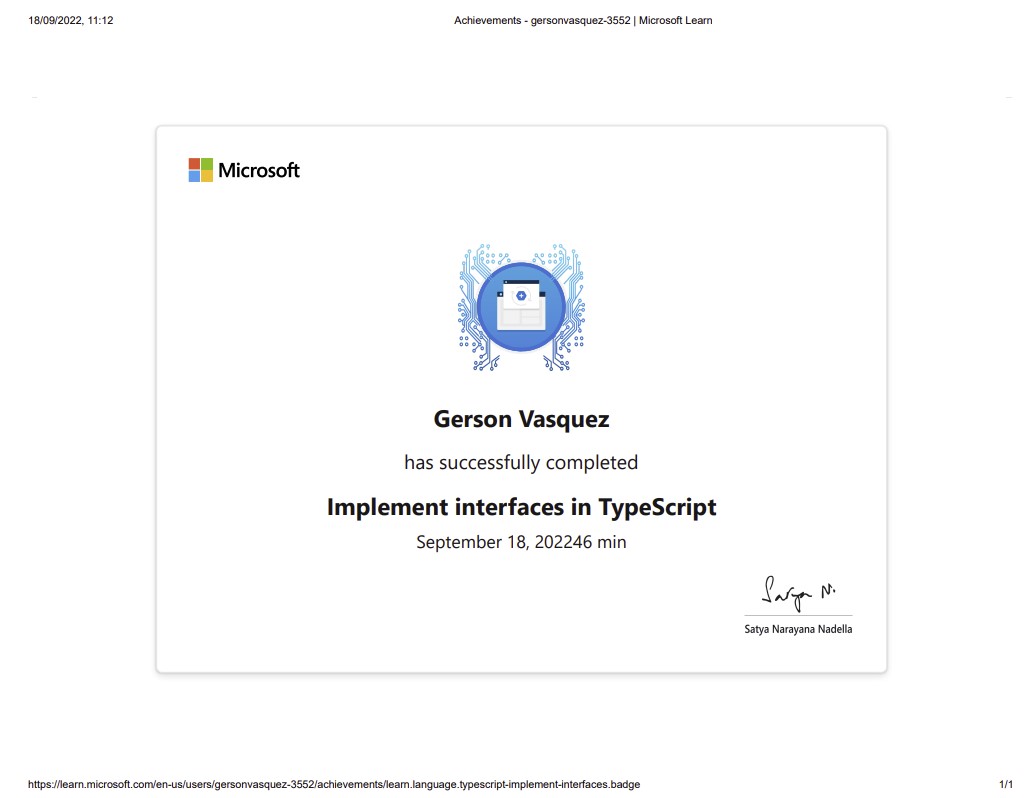 18/09/2022, 11:12
Achievements - gersonvasquez-3552 | Microsoft Learn
Microsoft
Gerson Vasquez
has successfully completed
Implement interfaces in TypeScript
September 18, 202246 min
Satya N.
Satya Narayana Nadella
https://learn.microsoft.com/en-us/users/gersonvasquez-3552/achievements/learn.language.typescript-implement-interfaces.badge
1/1